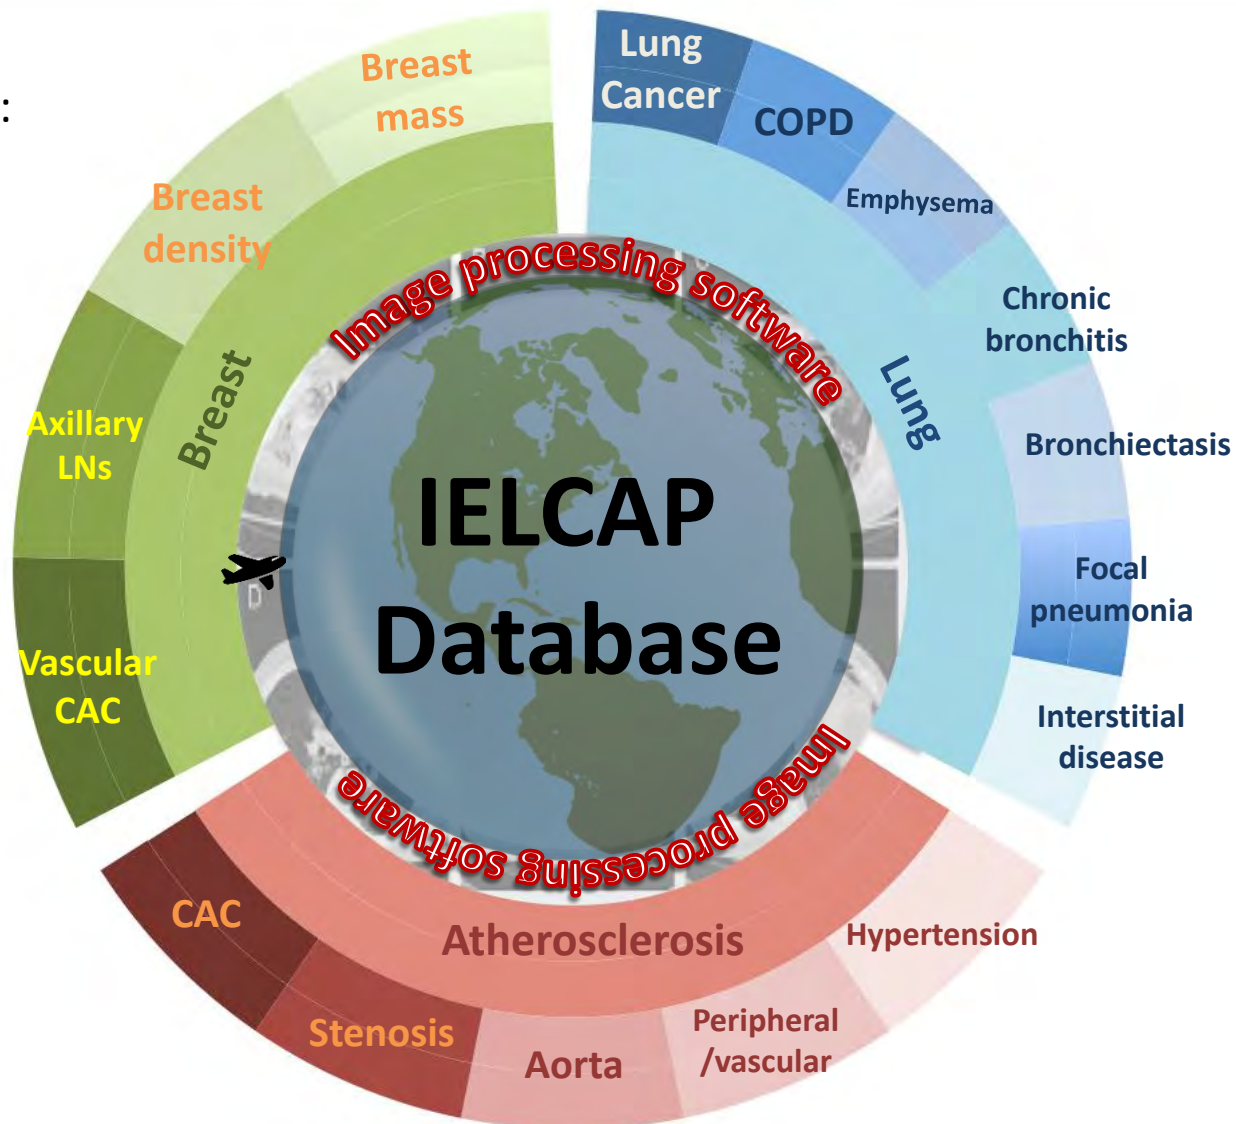 :
Breast
mass
Breast
density
Axillary
LNs
Vascular
CAC
Breast
Lung
Cancer
COPD
Emphysema
Chronic
bronchitis
Bronchiectasis
Focal
pneumonia
Interstitial
disease
Lung
Image processing software
IELCAP
Database
D
Image processing software
Atherosclerosis
CAC
Stenosis
Aorta
Peripheral
/vascular
Hypertension